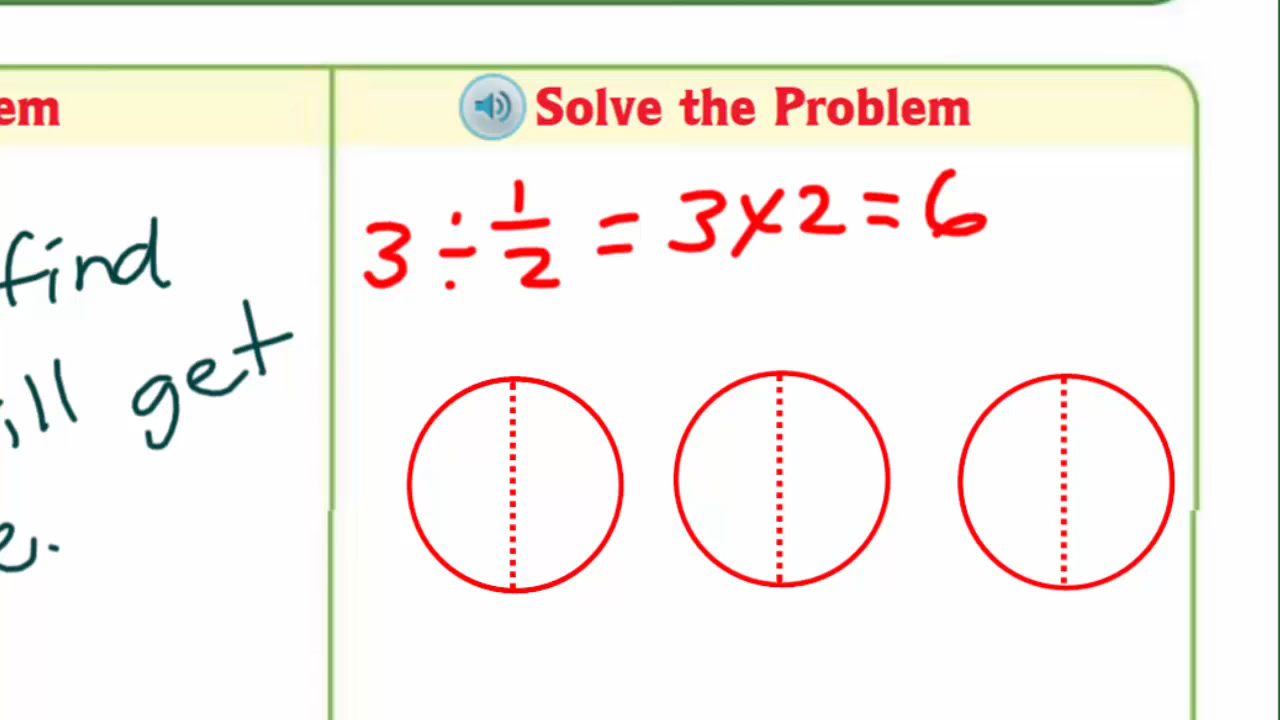 em
Solve the Problem
find
ill get
e.
3 ÷ 1/2 = 3 x 2 = 6